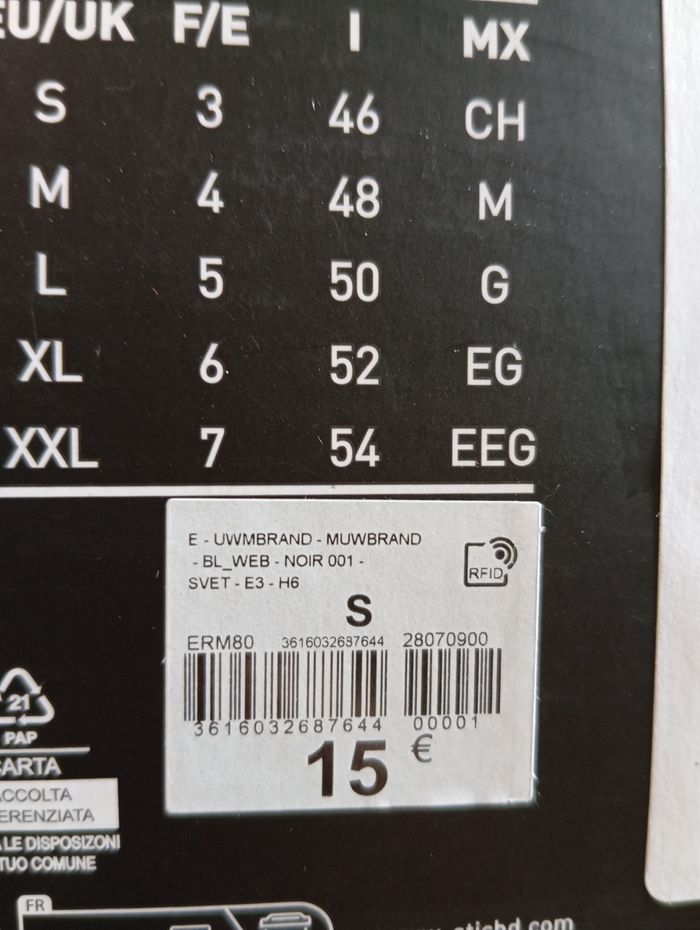 EU/UK F/E I MX
S 3 46 CH
M 4 48 M
L 5 50 G
XL 6 52 EG
XXL 7 54 EEG
E - UWMBRAND - MUWBRAND
- BL_WEB - NOIR 001 -
SVET - E3 - H6
RFID
S
ERM80 3616032687644 28070900
3616032687644 00001
15 €
21
PAP
CARTA
RACCOLTA
DIFFERENZIATA
LE DISPOSIZONI
TUO COMUNE
FR